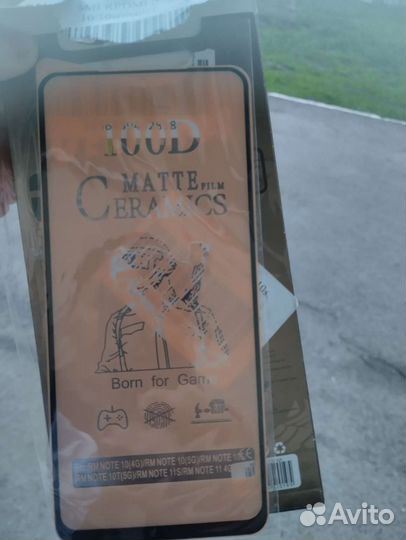 100D
MATTE FILM
CERAMICS
Born for Game
RM NOTE 10(4G)/RM NOTE 10(5G)/RM NOTE
RM NOTE 10T(5G)/RM NOTE 11S/RM NOTE 11 4G
Avito